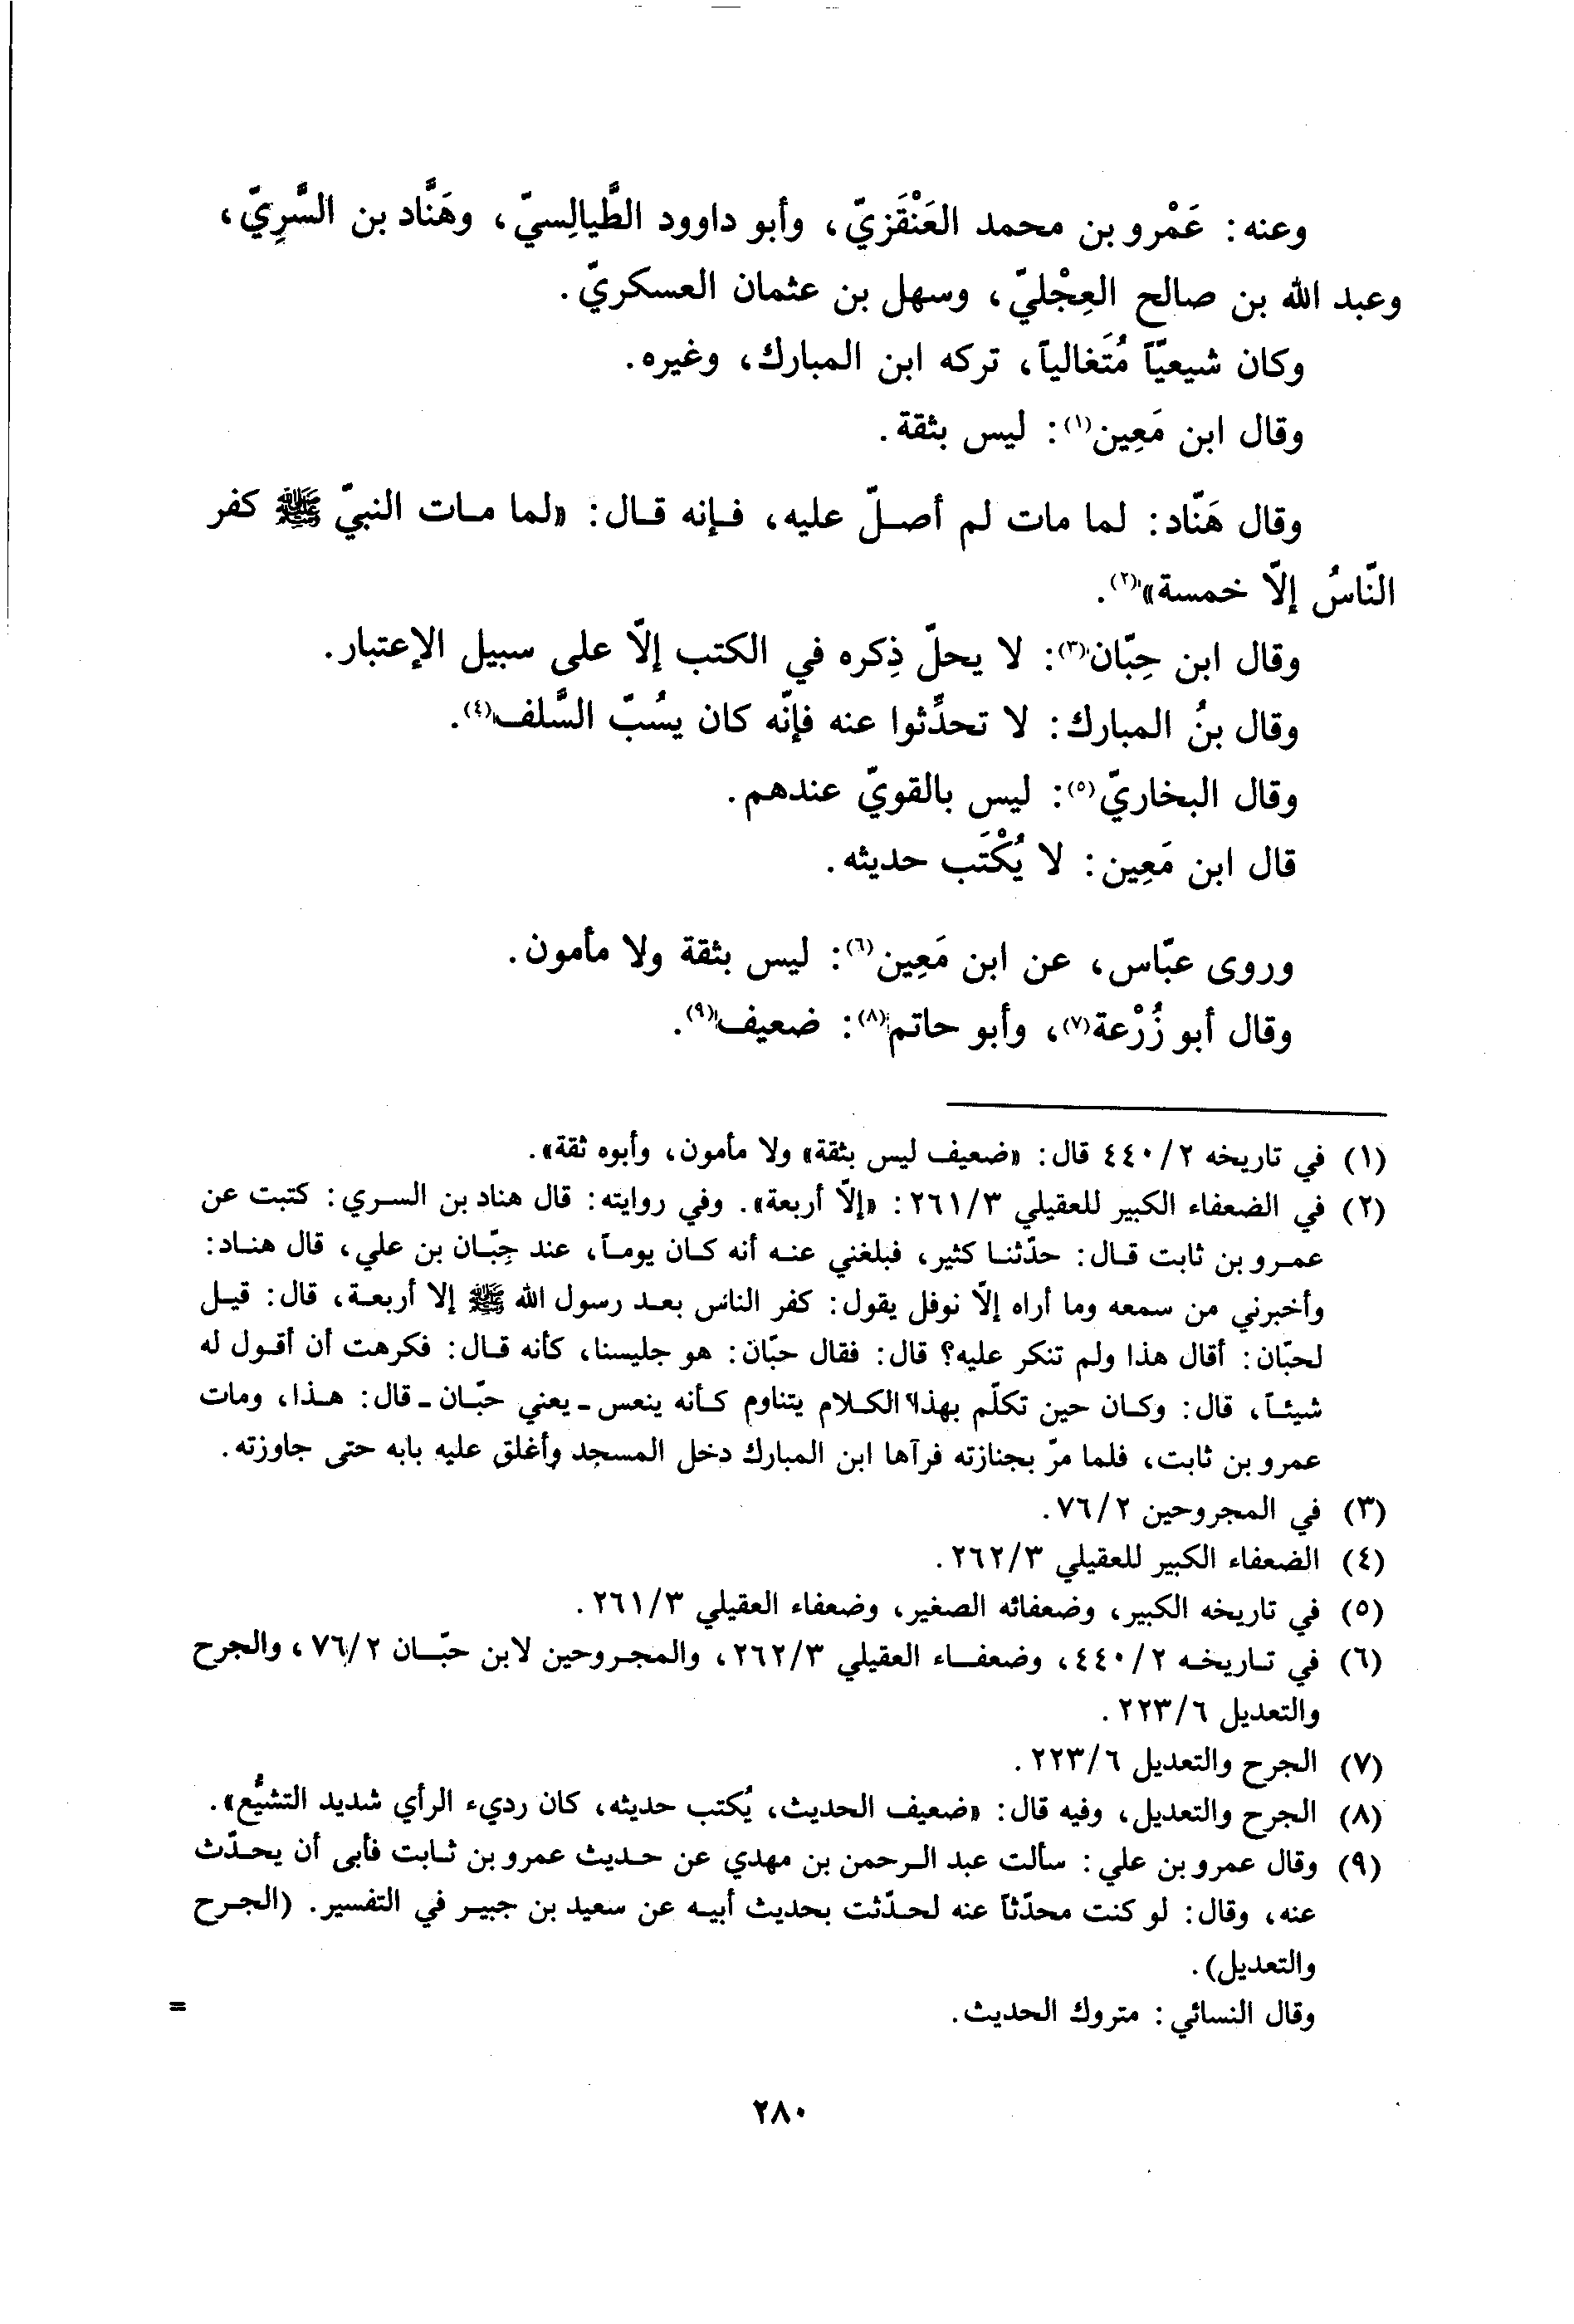 وعنه: عَمْرو بن محمد العَنْقَزيّ، وأبو داوود الطَّيالِسيّ، وهَنَّاد بن السَّرِيّ،
وعبد الله بن صالح العِجْليّ، وسهل بن عثمان العسكريّ.
وكان شيعيّاً مُتَغالياً، تركه ابن المبارك، وغيره.
وقال ابن مَعِين(١): ليس بثقة.
وقال هَنّاد: لما مات لم أصلّ عليه، فإنه قال: «لما مات النبيّ ﷺ كفر
النّاسُ إلّا خمسة»(٢).
وقال ابن حِبّان(٣): لا يحلّ ذِكره في الكتب إلّا على سبيل الإعتبار.
وقال بنُ المبارك: لا تحدِّثوا عنه فإنّه كان يسُبّ السَّلف(٤).
وقال البخاريّ(٥): ليس بالقويّ عندهم.
قال ابن مَعِين: لا يُكْتَب حديثه.
وروى عبّاس، عن ابن مَعِين(٦): ليس بثقة ولا مأمون.
وقال أبو زُرْعة(٧)، وأبو حاتم(٨): ضعيف(٩).
(١) في تاريخه ٤٤٠/٢ قال: «ضعيف ليس بثقة» ولا مأمون، وأبوه ثقة».
(٢) في الضعفاء الكبير للعقيلي ٢٦١/٣: «إلّا أربعة». وفي روايته: قال هناد بن السري: كتبت عن
عمرو بن ثابت قال: حدّثنا كثير، فبلغني عنه أنه كان يوماً، عند حِبّان بن علي، قال هناد:
وأخبرني من سمعه وما أراه إلّا نوفل يقول: كفر الناس بعد رسول الله ﷺ إلا أربعة، قال: قيل
لحبّان: أقال هذا ولم تنكر عليه؟ قال: فقال حبّان: هو جليسنا، كأنه قال: فكرهت أن أقول له
شيئاً، قال: وكان حين تكلّم بهذا الكلام يتناوم كأنه ينعس ـ يعني حبّان ـ قال: هذا، ومات
عمرو بن ثابت، فلما مرّ بجنازته فرآها ابن المبارك دخل المسجد وأغلق عليه بابه حتى جاوزته.
(٣) في المجروحين ٧٦/٢.
(٤) الضعفاء الكبير للعقيلي ٢٦٢/٣.
(٥) في تاريخه الكبير، وضعفائه الصغير، وضعفاء العقيلي ٢٦١/٣.
(٦) في تاريخه ٤٤٠/٢، وضعفاء العقيلي ٢٦٢/٣، والمجروحين لابن حبّان ٧٦/٢، والجرح
والتعديل ٢٢٣/٦.
(٧) الجرح والتعديل ٢٢٣/٦.
(٨) الجرح والتعديل، وفيه قال: «ضعيف الحديث، يُكتب حديثه، كان رديء الرأي شديد التشيُّع».
(٩) وقال عمرو بن علي: سألت عبد الرحمن بن مهدي عن حديث عمرو بن ثابت فأبى أن يحدّث
عنه، وقال: لو كنت محدّثاً عنه لحدّثت بحديث أبيه عن سعيد بن جبير في التفسير. (الجرح
والتعديل).
وقال النسائي: متروك الحديث. =
٢٨٠